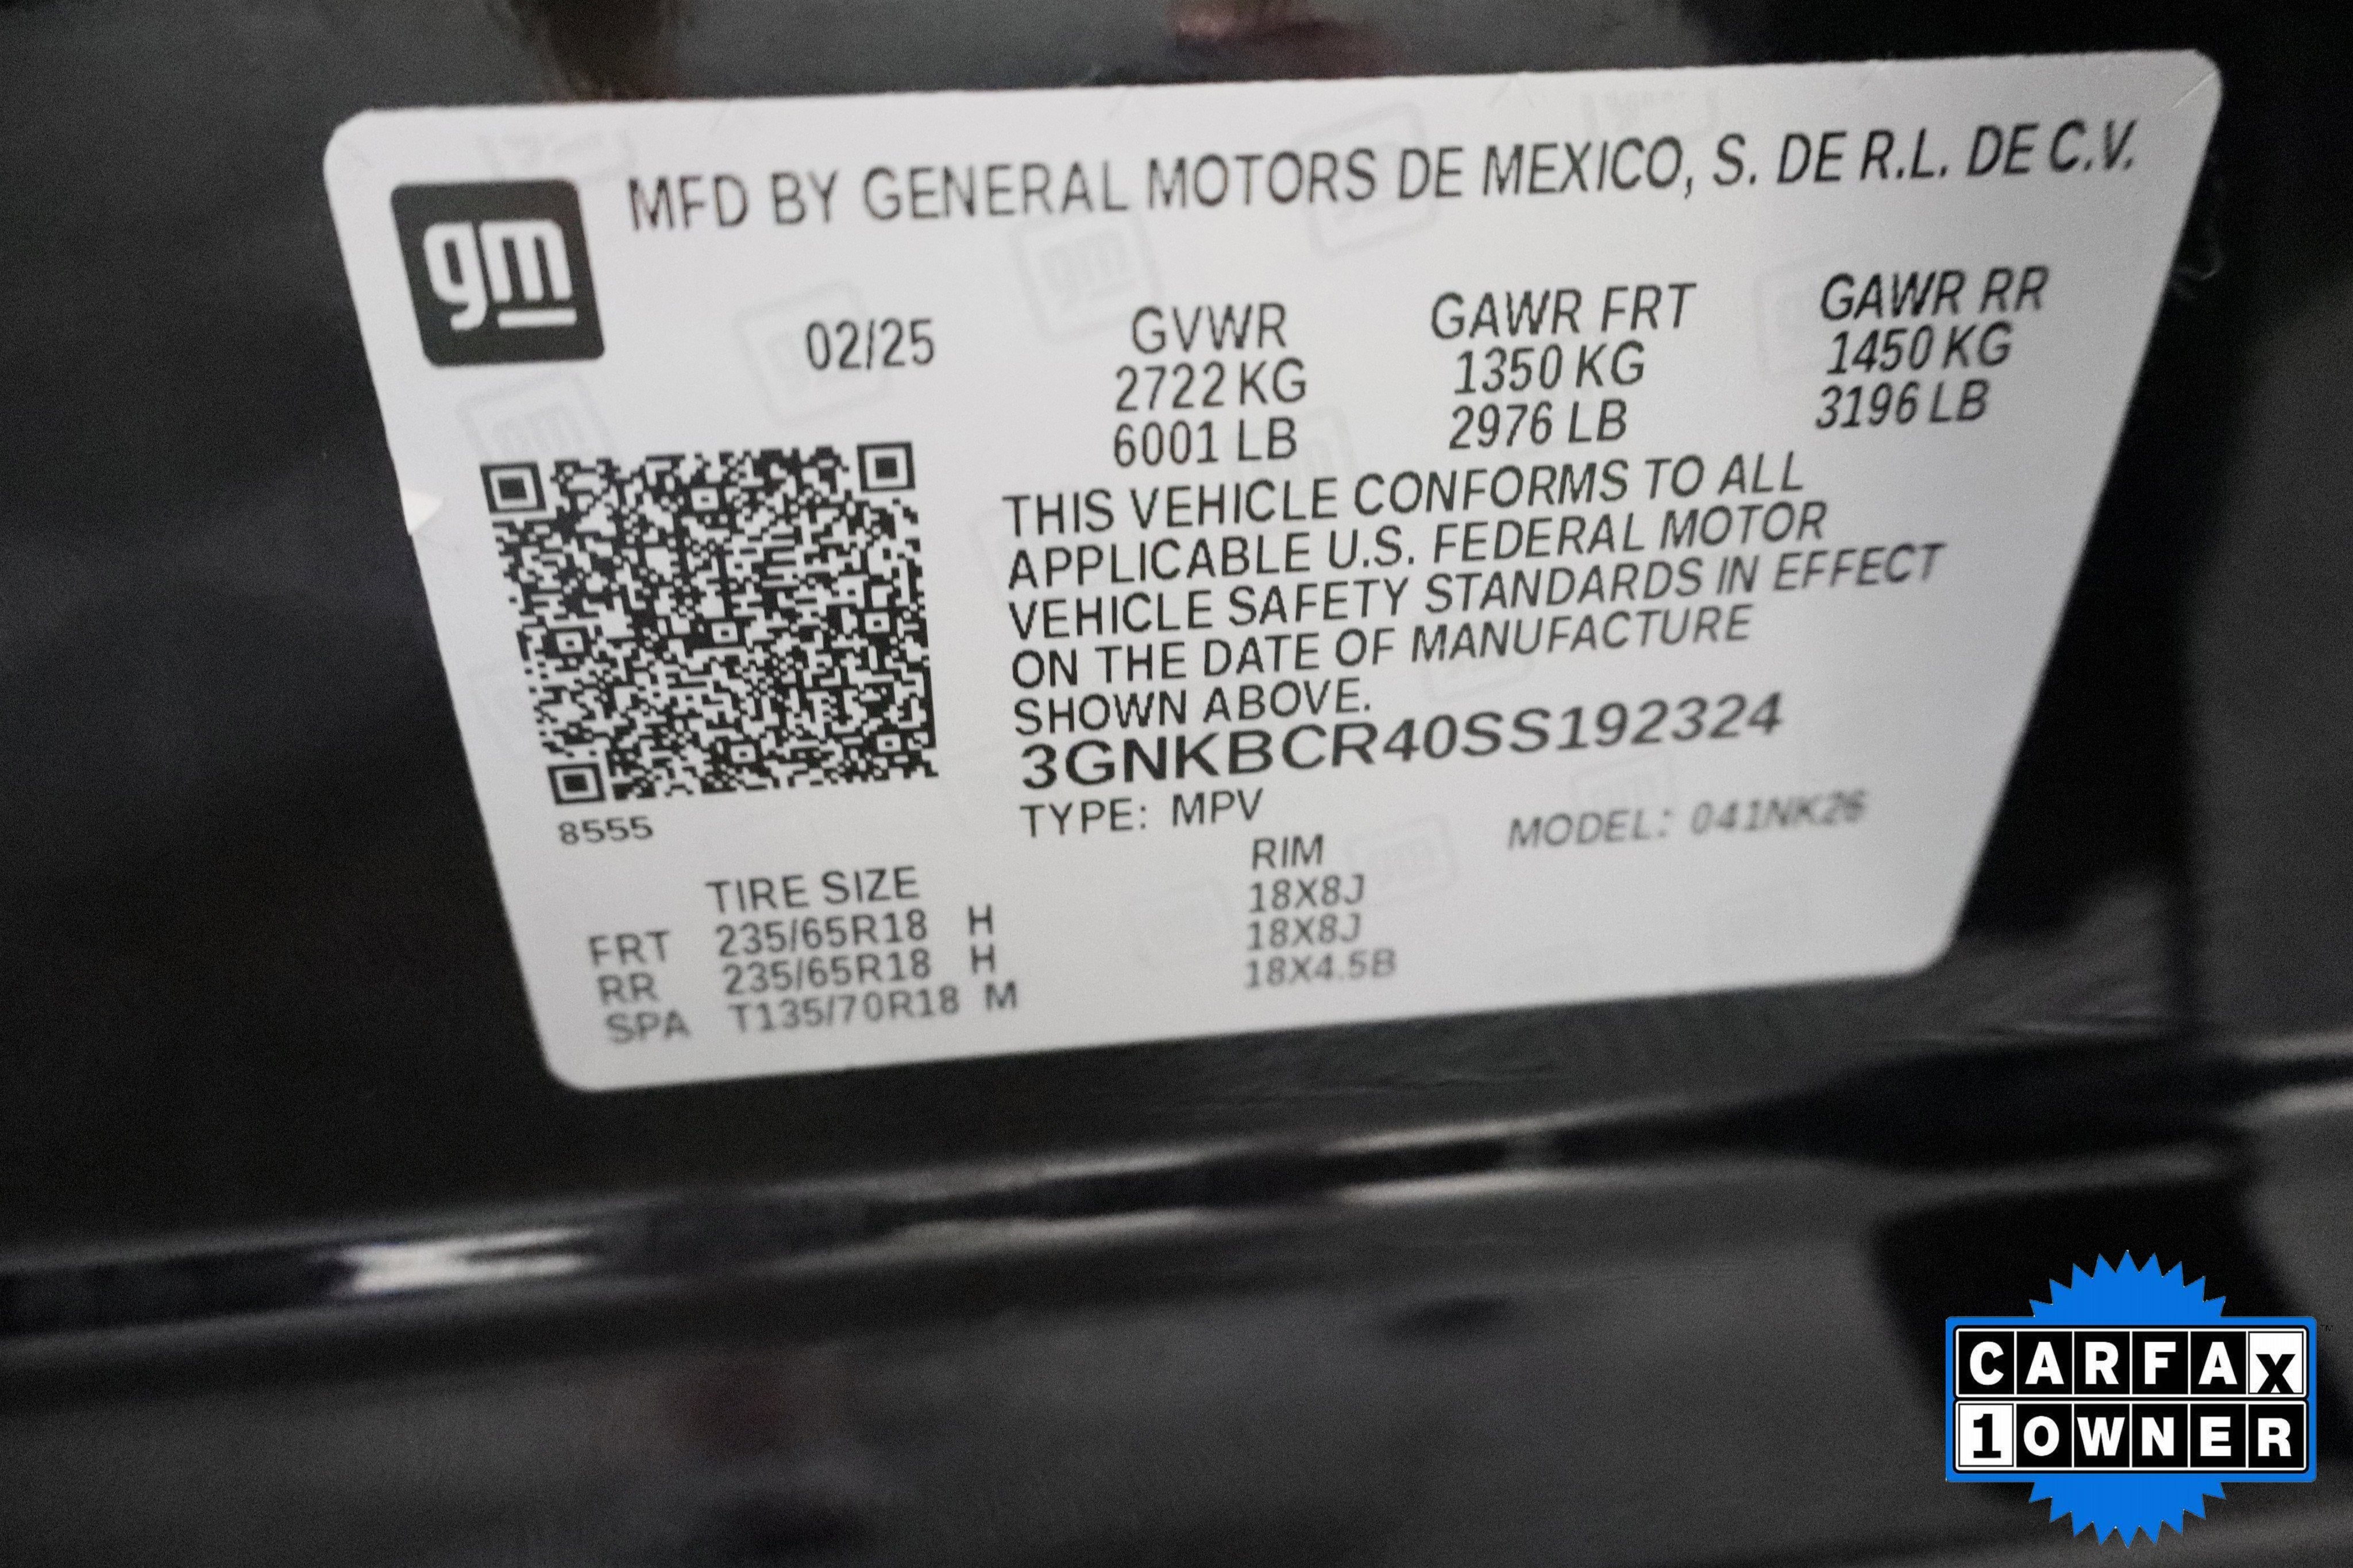 gm
MFD BY GENERAL MOTORS DE MEXICO, S. DE R.L. DE C.V.
02/25 GVWR GAWR FRT GAWR RR
2722 KG 1350 KG 1450 KG
6001 LB 2976 LB 3196 LB
THIS VEHICLE CONFORMS TO ALL
APPLICABLE U.S. FEDERAL MOTOR
VEHICLE SAFETY STANDARDS IN EFFECT
ON THE DATE OF MANUFACTURE
SHOWN ABOVE.
3GNKBCR40SS192324
8555 TYPE: MPV MODEL: 041NK26
TIRE SIZE RIM
FRT 235/65R18 H 18X8J
RR 235/65R18 H 18X8J
SPA T135/70R18 M 18X4.5B
CARFAX
1 OWNER